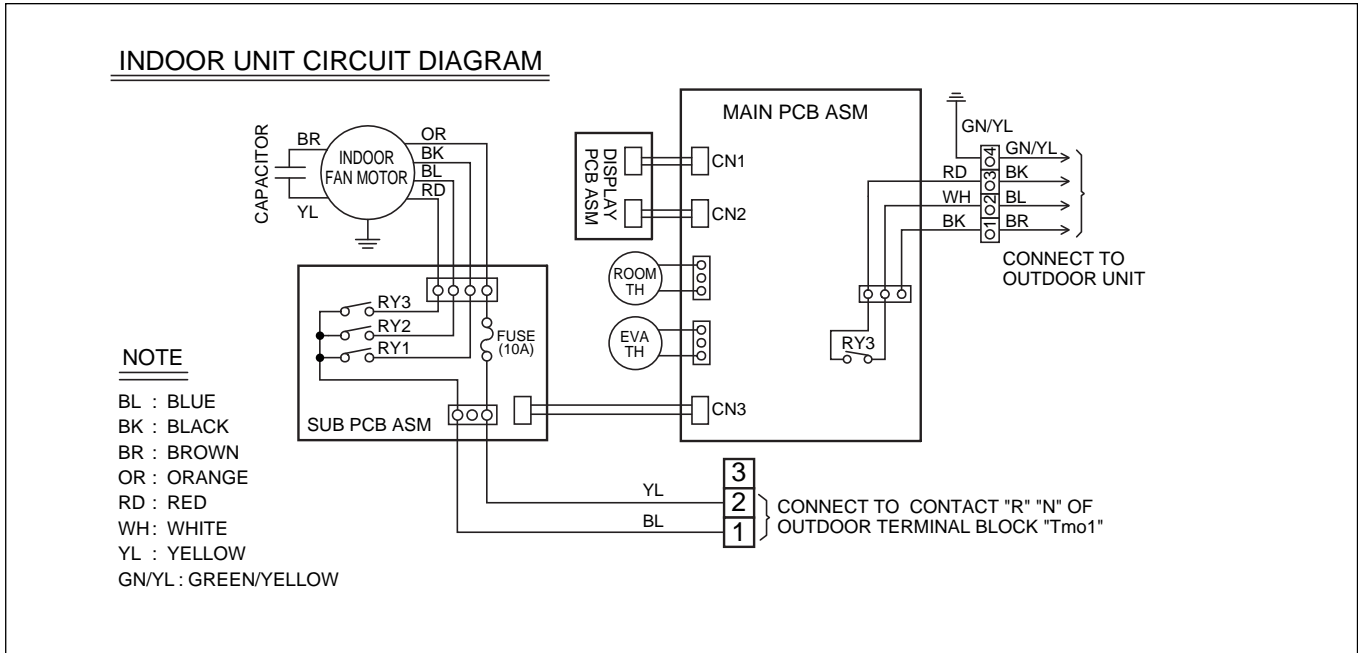 INDOOR UNIT CIRCUIT DIAGRAM
CAPACITOR
BR
YL
INDOOR
FAN MOTOR
OR
BK
BL
RD
RY3
RY2
RY1
FUSE
(10A)
SUB PCB ASM
DISPLAY
PCB ASM
MAIN PCB ASM
CN1
CN2
ROOM
TH
EVA
TH
CN3
RY3
GN/YL
4 GN/YL
RD 3 BK
WH 2 BL
BK 1 BR
CONNECT TO
OUTDOOR UNIT
3
YL 2
BL 1
CONNECT TO CONTACT "R" "N" OF
OUTDOOR TERMINAL BLOCK "Tmo1"
NOTE
BL : BLUE
BK : BLACK
BR : BROWN
OR : ORANGE
RD : RED
WH : WHITE
YL : YELLOW
GN/YL : GREEN/YELLOW